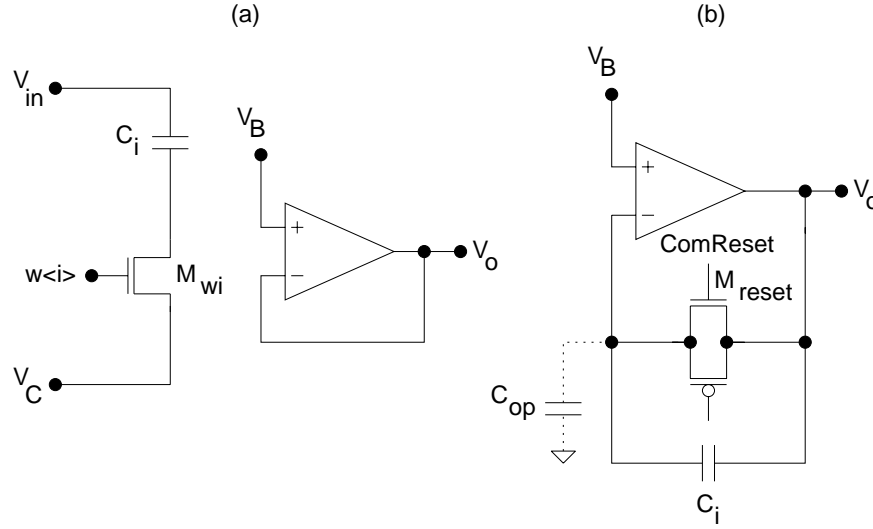 (a)
V_in
C_i
w<i>
M_wi
V_C
V_B
+
−
V_o
(b)
V_B
+
−
V_o
ComReset
M_reset
C_op
C_i